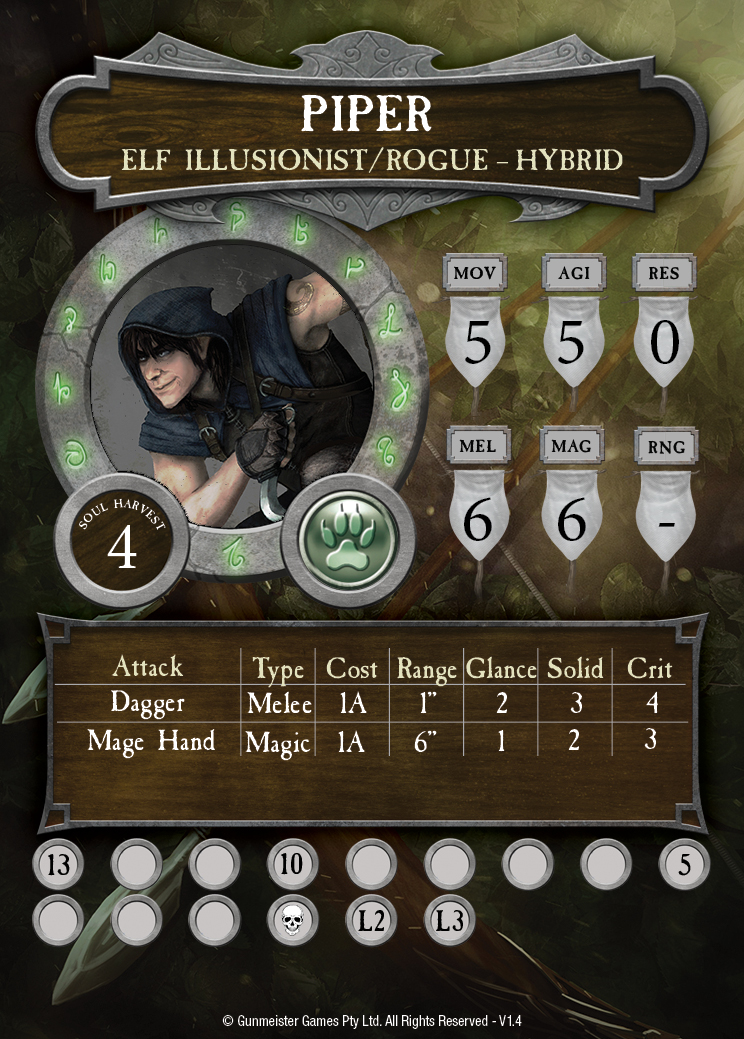 PIPER
ELF ILLUSIONIST/ROGUE – HYBRID
MOV AGI RES
5 5 0
MEL MAG RNG
6 6 -
SOUL HARVEST
4
Attack Type Cost Range Glance Solid Crit
Dagger Melee 1A 1” 2 3 4
Mage Hand Magic 1A 6” 1 2 3
13 10 5
L2 L3
© Gunmeister Games Pty Ltd. All Rights Reserved - V1.4